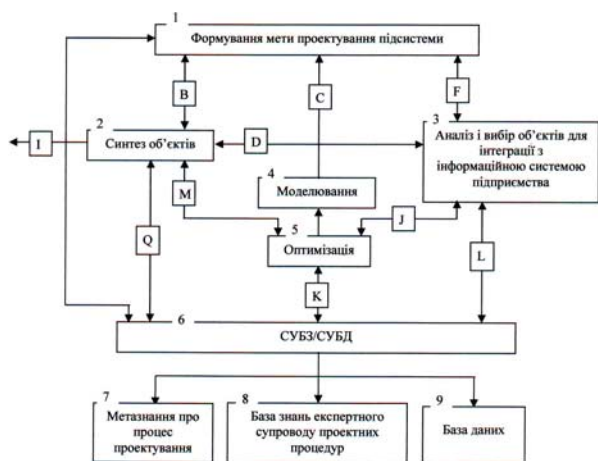 1
Формування мети проектування підсистеми
B
C
F
2
Синтез об’єктів
I
D
3
Аналіз і вибір об’єктів для
інтеграції з
інформаційною системою
підприємства
4
Моделювання
M
J
5
Оптимізація
Q
L
K
6
СУБЗ/СУБД
7
Метазнання про
процес
проектування
8
База знань експертного
супроводу проектних
процедур
9
База даних